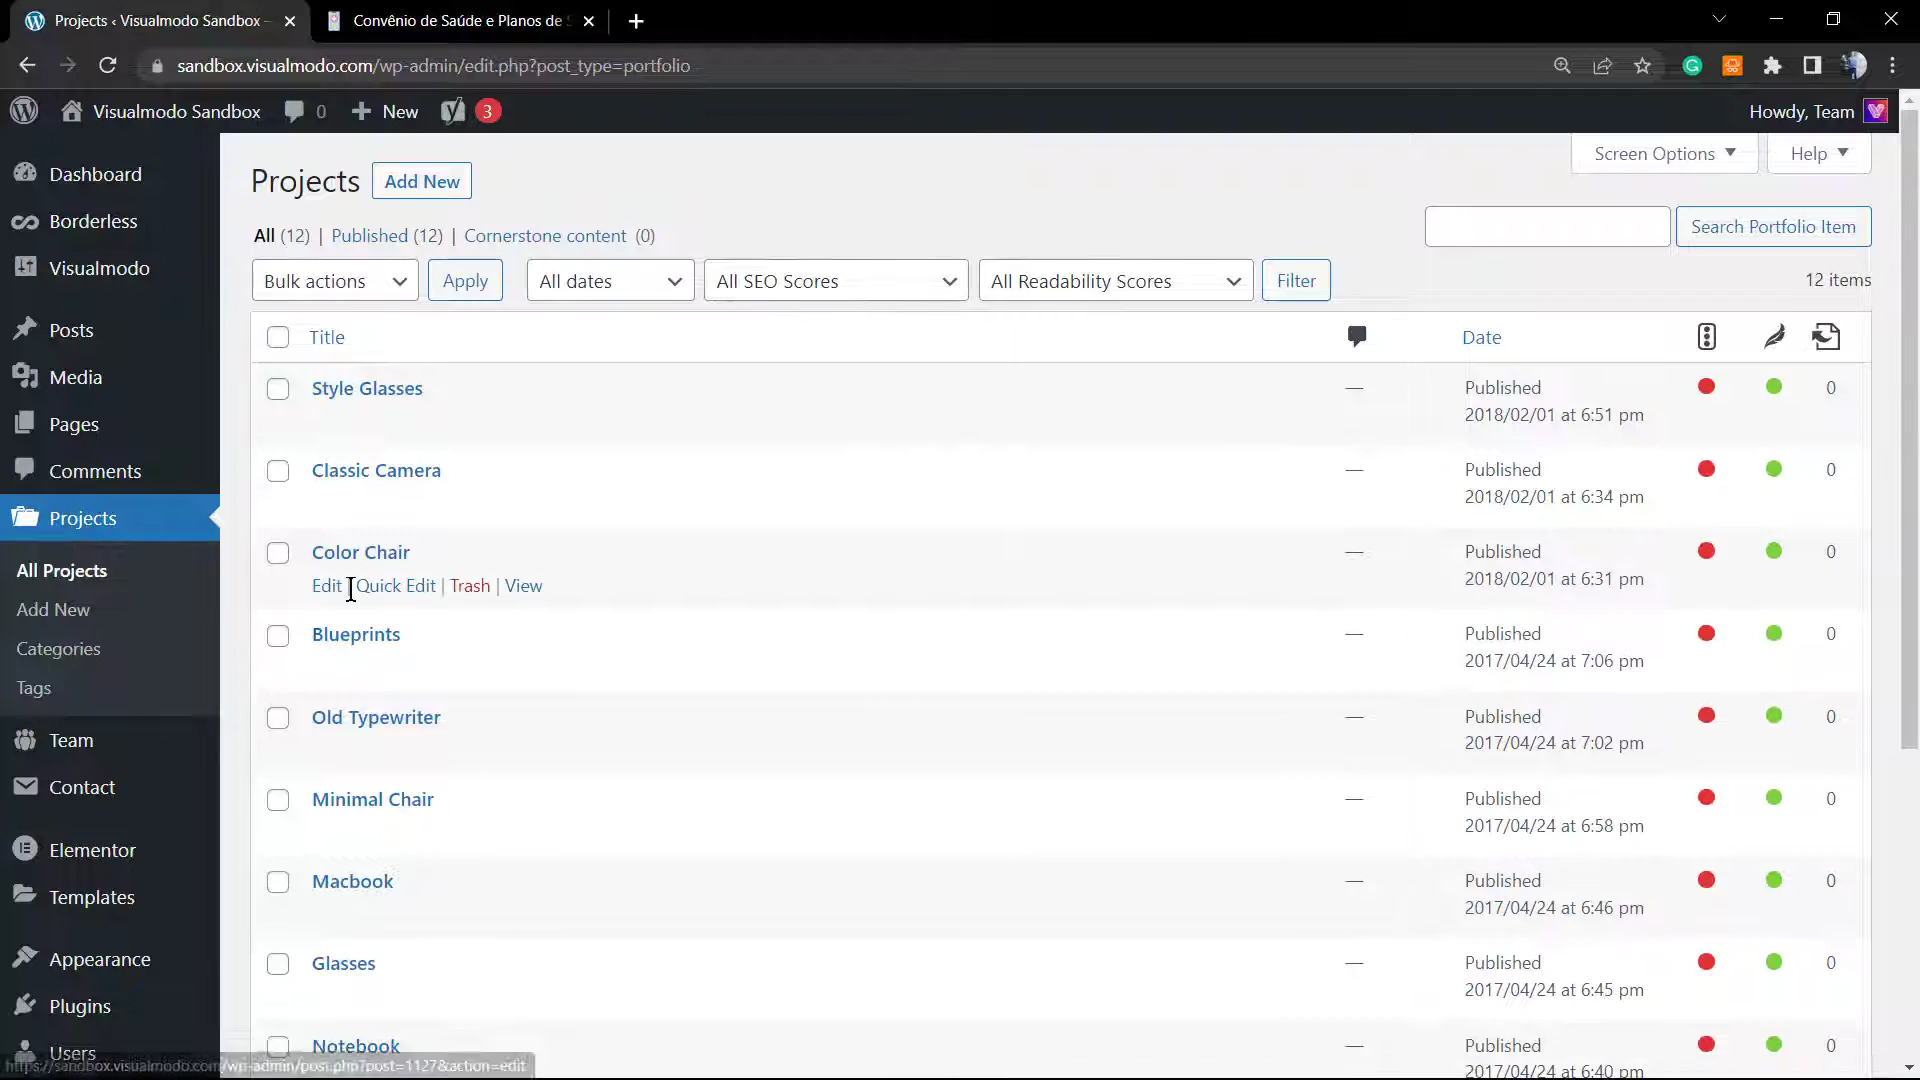 Projects ‹ Visualmodo Sandbox –
Convênio de Saúde e Planos de S
sandbox.visualmodo.com/wp-admin/edit.php?post_type=portfolio
Visualmodo Sandbox 0 New 3 Howdy, Team
Screen Options Help
Dashboard
Borderless
Visualmodo
Posts
Media
Pages
Comments
Projects
All Projects
Add New
Categories
Tags
Team
Contact
Elementor
Templates
Appearance
Plugins
Users
Projects Add New
All (12) | Published (12) | Cornerstone content (0)
Search Portfolio Item
Bulk actions Apply All dates All SEO Scores All Readability Scores Filter 12 items
Title Date
Style Glasses — Published 0
2018/02/01 at 6:51 pm
Classic Camera — Published 0
2018/02/01 at 6:34 pm
Color Chair — Published 0
Edit | Quick Edit | Trash | View 2018/02/01 at 6:31 pm
Blueprints — Published 0
2017/04/24 at 7:06 pm
Old Typewriter — Published 0
2017/04/24 at 7:02 pm
Minimal Chair — Published 0
2017/04/24 at 6:58 pm
Macbook — Published 0
2017/04/24 at 6:46 pm
Glasses — Published 0
2017/04/24 at 6:45 pm
Notebook — Published 0
2017/04/24 at 6:40 pm
https://sandbox.visualmodo.com/wp-admin/post.php?post=1127&action=edit